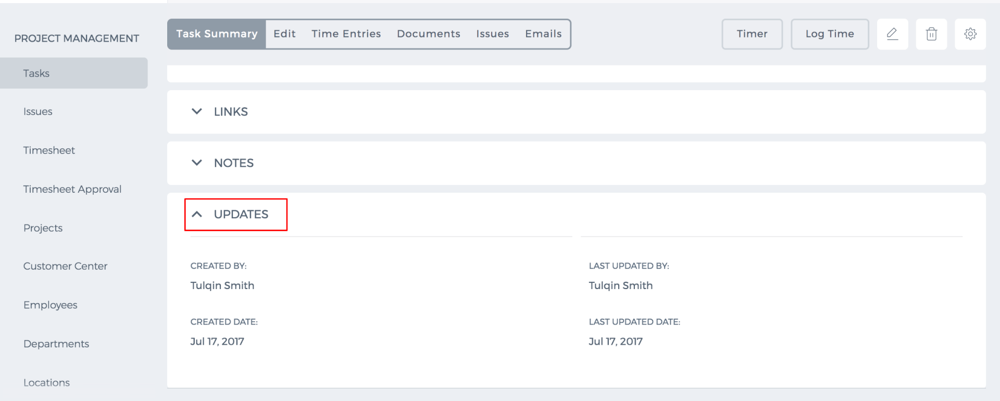 PROJECT MANAGEMENT
Tasks
Issues
Timesheet
Timesheet Approval
Projects
Customer Center
Employees
Departments
Locations
Task Summary Edit Time Entries Documents Issues Emails
Timer Log Time
LINKS
NOTES
UPDATES
CREATED BY:
Tulqin Smith
LAST UPDATED BY:
Tulqin Smith
CREATED DATE:
Jul 17, 2017
LAST UPDATED DATE:
Jul 17, 2017